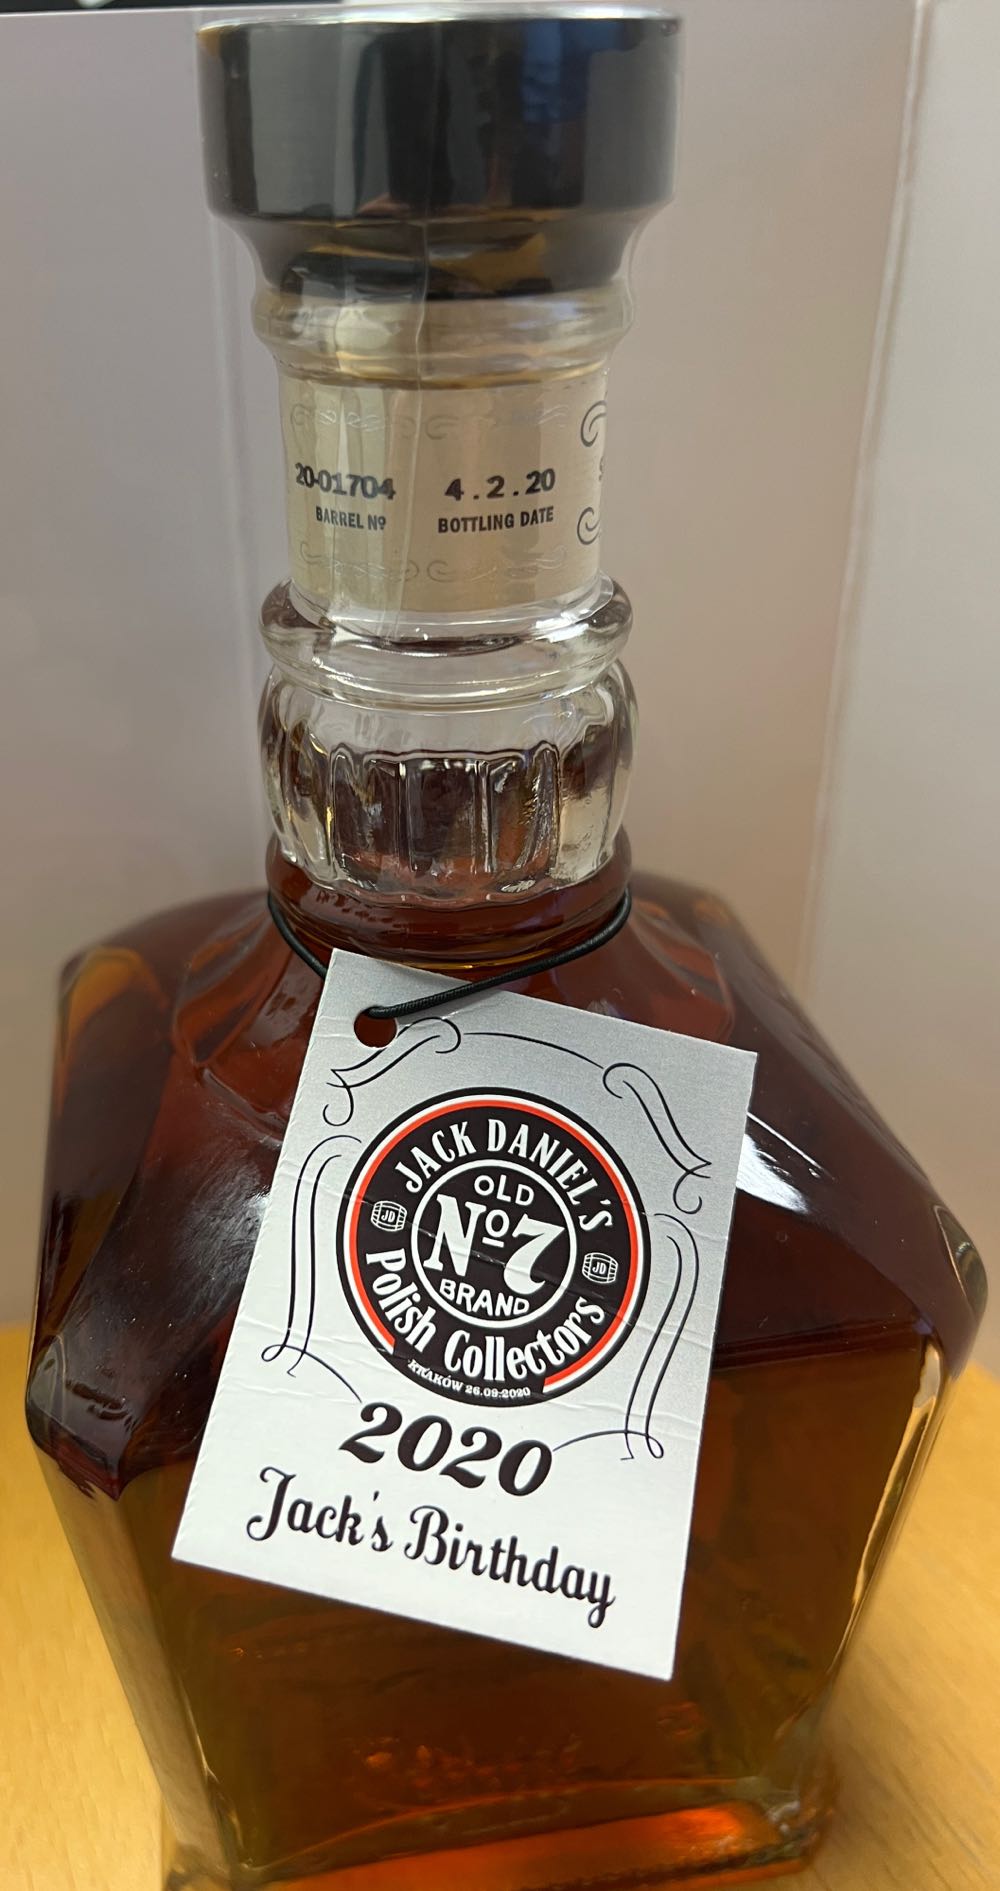 20-01704 4.2.20
BARREL Nº BOTTLING DATE
JACK DANIEL'S
OLD
Nº7
BRAND
JD
JD
Polish Collectors
KRAKÓW 26.09.2020
2020
Jack's Birthday